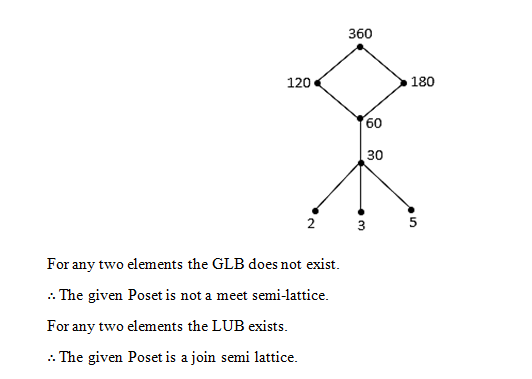 360
120 180
60
30
2 3 5
For any two elements the GLB does not exist.
∴ The given Poset is not a meet semi-lattice.
For any two elements the LUB exists.
∴ The given Poset is a join semi lattice.